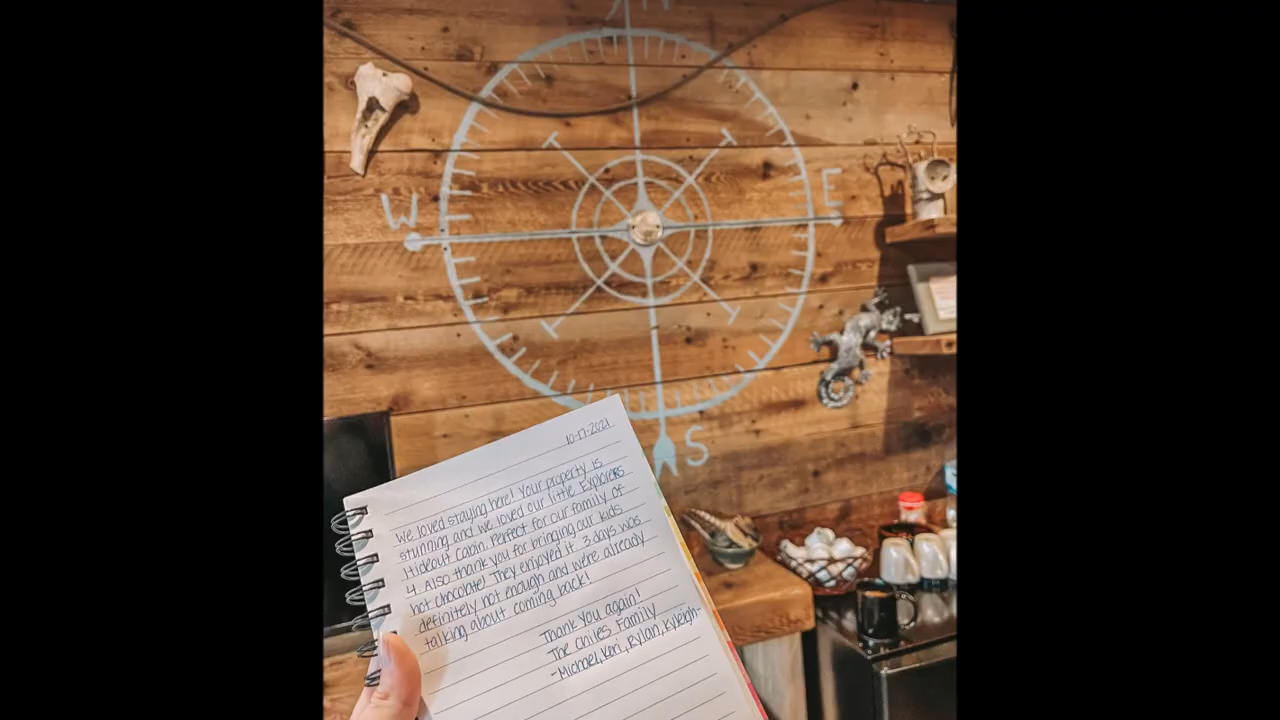 N
W
E
S
10-17-2021
We loved staying here! Your property is
stunning and we loved our little Explorers
Hideout Cabin. Perfect for our family of
4. Also thank you for bringing our kids
hot chocolate! They enjoyed it. 3 days was
definitely not enough and we're already
talking about coming back!
Thank you again!
The Chiles Family
-Michael, Kori, Rylan, Kyleigh-